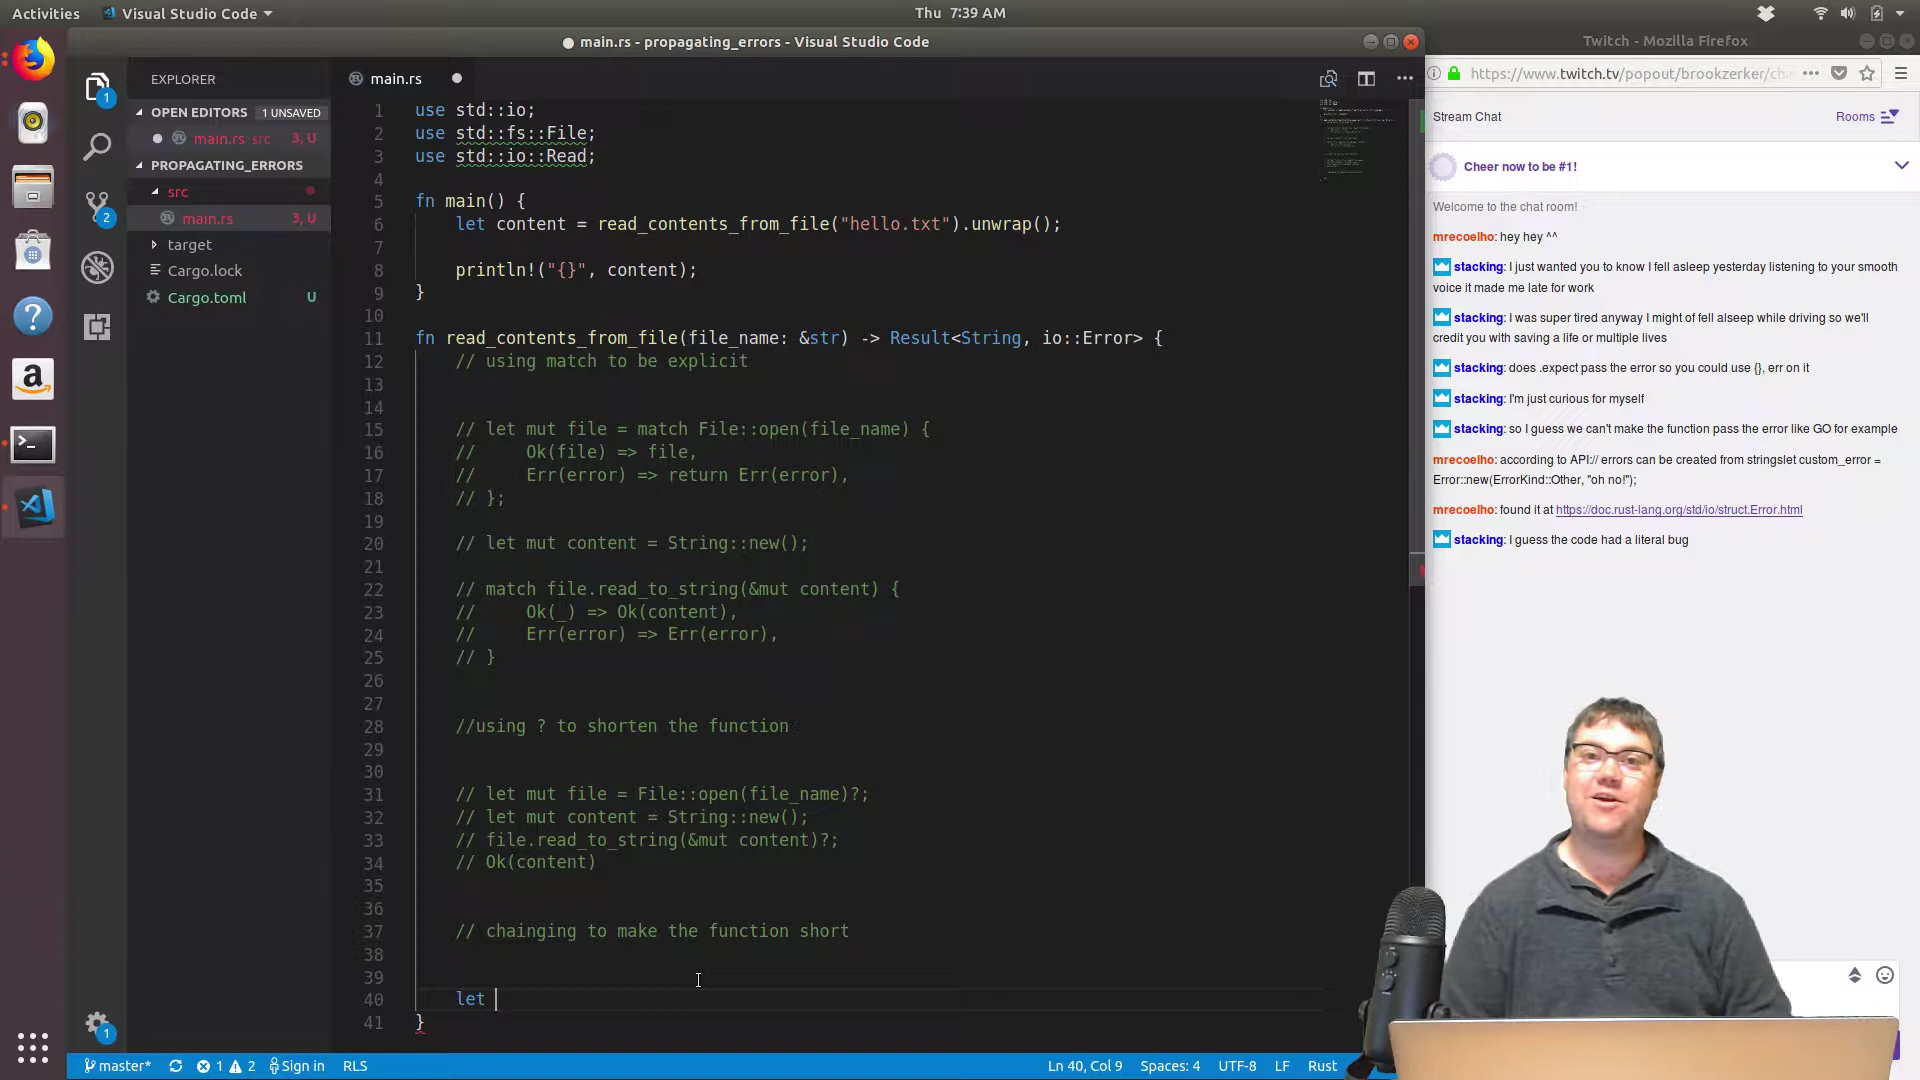 Activities
Visual Studio Code
Thu 7:39 AM
main.rs - propagating_errors - Visual Studio Code
Twitch - Mozilla Firefox
EXPLORER
main.rs
https://www.twitch.tv/popout/brookzerker/ch
OPEN EDITORS 1 UNSAVED
main.rs src 3, U
PROPAGATING_ERRORS
src
main.rs 3, U
target
Cargo.lock
Cargo.toml U
1
2
1
1 use std::io;
2 use std::fs::File;
3 use std::io::Read;
4
5 fn main() {
6 let content = read_contents_from_file("hello.txt").unwrap();
7
8 println!("{}", content);
9 }
10
11 fn read_contents_from_file(file_name: &str) -> Result<String, io::Error> {
12 // using match to be explicit
13
14
15 // let mut file = match File::open(file_name) {
16 // Ok(file) => file,
17 // Err(error) => return Err(error),
18 // };
19
20 // let mut content = String::new();
21
22 // match file.read_to_string(&mut content) {
23 // Ok(_) => Ok(content),
24 // Err(error) => Err(error),
25 // }
26
27
28 //using ? to shorten the function
29
30
31 // let mut file = File::open(file_name)?;
32 // let mut content = String::new();
33 // file.read_to_string(&mut content)?;
34 // Ok(content)
35
36
37 // chainging to make the function short
38
39
40 let
41 }
Stream Chat
Rooms
Cheer now to be #1!
Welcome to the chat room!
mrecoelho: hey hey ^^
stacking: I just wanted you to know I fell asleep yesterday listening to your smooth
voice it made me late for work
stacking: I was super tired anyway I might of fell alseep while driving so we'll
credit you with saving a life or multiple lives
stacking: does .expect pass the error so you could use {}, err on it
stacking: I'm just curious for myself
stacking: so I guess we can't make the function pass the error like GO for example
mrecoelho: according to API:// errors can be created from stringslet custom_error =
Error::new(ErrorKind::Other, "oh no!");
mrecoelho: found it at https://doc.rust-lang.org/std/io/struct.Error.html
stacking: I guess the code had a literal bug
master* 1 2 Sign in RLS
Ln 40, Col 9 Spaces: 4 UTF-8 LF Rust